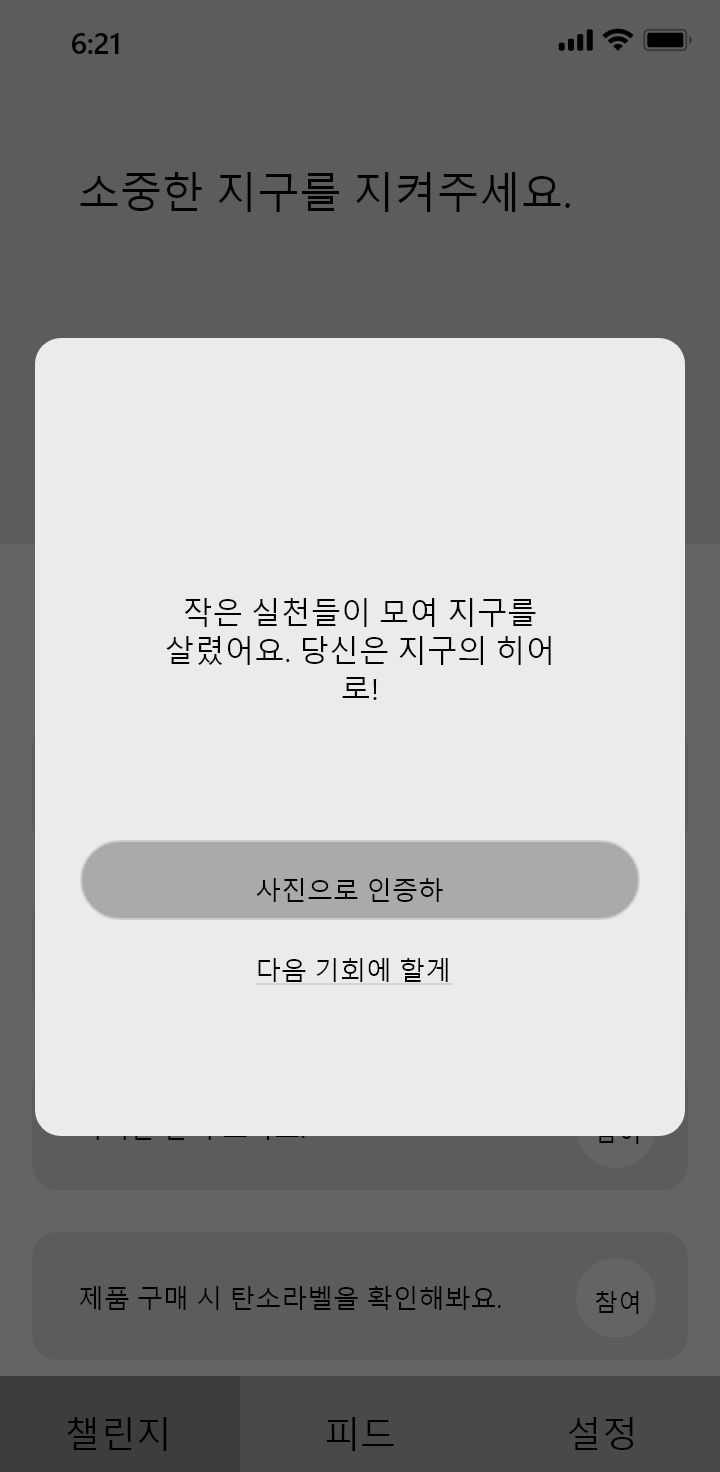 6:21
소중한 지구를 지켜주세요.
작은 실천들이 모여 지구를
살렸어요. 당신은 지구의 히어
로!
사진으로 인증하
다음 기회에 할게
제품 구매 시 탄소라벨을 확인해봐요.
참여
챌린지
피드
설정